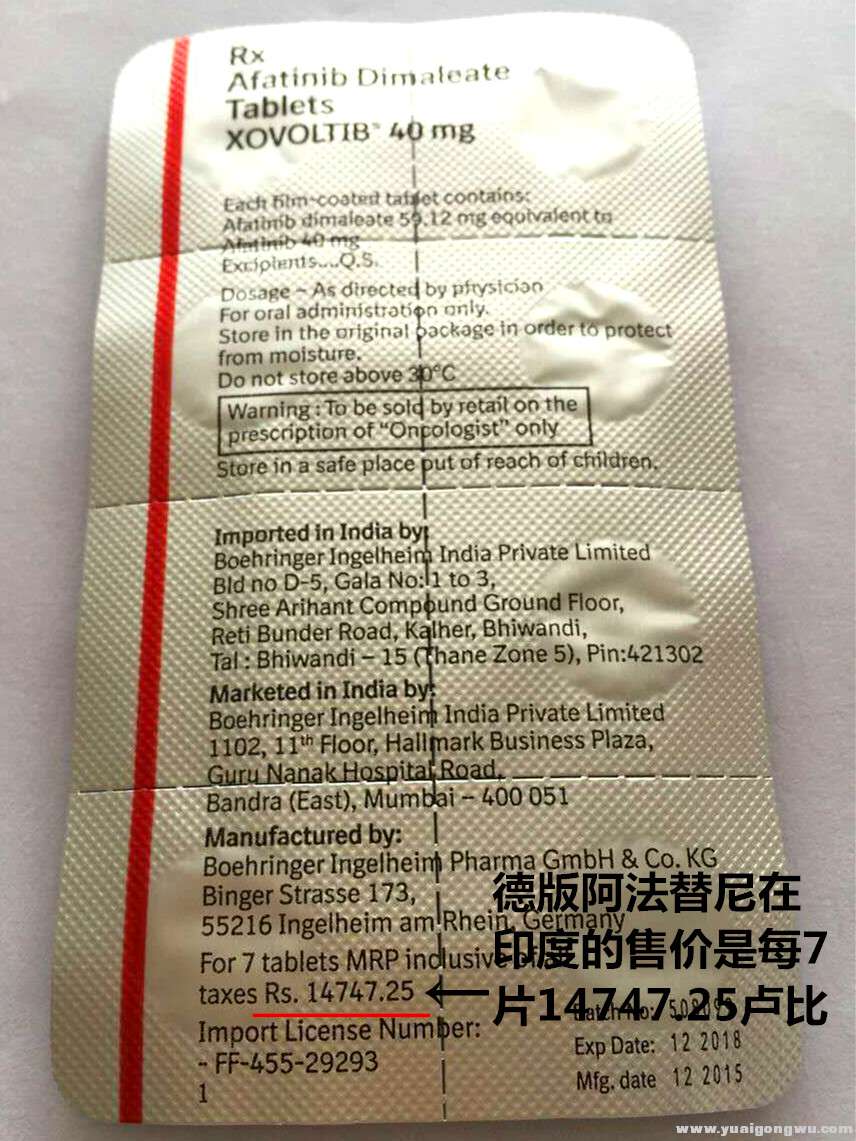 Rx
Afatinib Dimaleate
Tablets
XOVOLTIB™ 40 mg
Each film-coated tablet contains:
Afatinib dimaleate 59.12 mg equivalent to
Afatinib 40 mg
Excipients....Q.S.
Dosage – As directed by physician
For oral administration only.
Store in the original package in order to protect
from moisture.
Do not store above 30°C
Warning : To be sold by retail on the
prescription of "Oncologist" only
Store in a safe place out of reach of children.
Imported in India by:
Boehringer Ingelheim India Private Limited
Bld no D-5, Gala No: 1 to 3,
Shree Arihant Compound Ground Floor,
Reti Bunder Road, Kalher, Bhiwandi,
Tal : Bhiwandi – 15 (Thane Zone 5), Pin:421302
Marketed in India by:
Boehringer Ingelheim India Private Limited
1102, 11th Floor, Hallmark Business Plaza,
Guru Nanak Hospital Road,
Bandra (East), Mumbai – 400 051
Manufactured by:
Boehringer Ingelheim Pharma GmbH & Co. KG
Binger Strasse 173,
55216 Ingelheim am Rhein, Germany
For 7 tablets MRP inclusive
taxes Rs. 14747.25
德版阿法替尼在
印度的售价是每7
片14747.25卢比
Import License Number:
- FF-455-29293
1
Batch No:
Exp Date: 12 2018
Mfg. date 12 2015
www.yuaigongwu.com